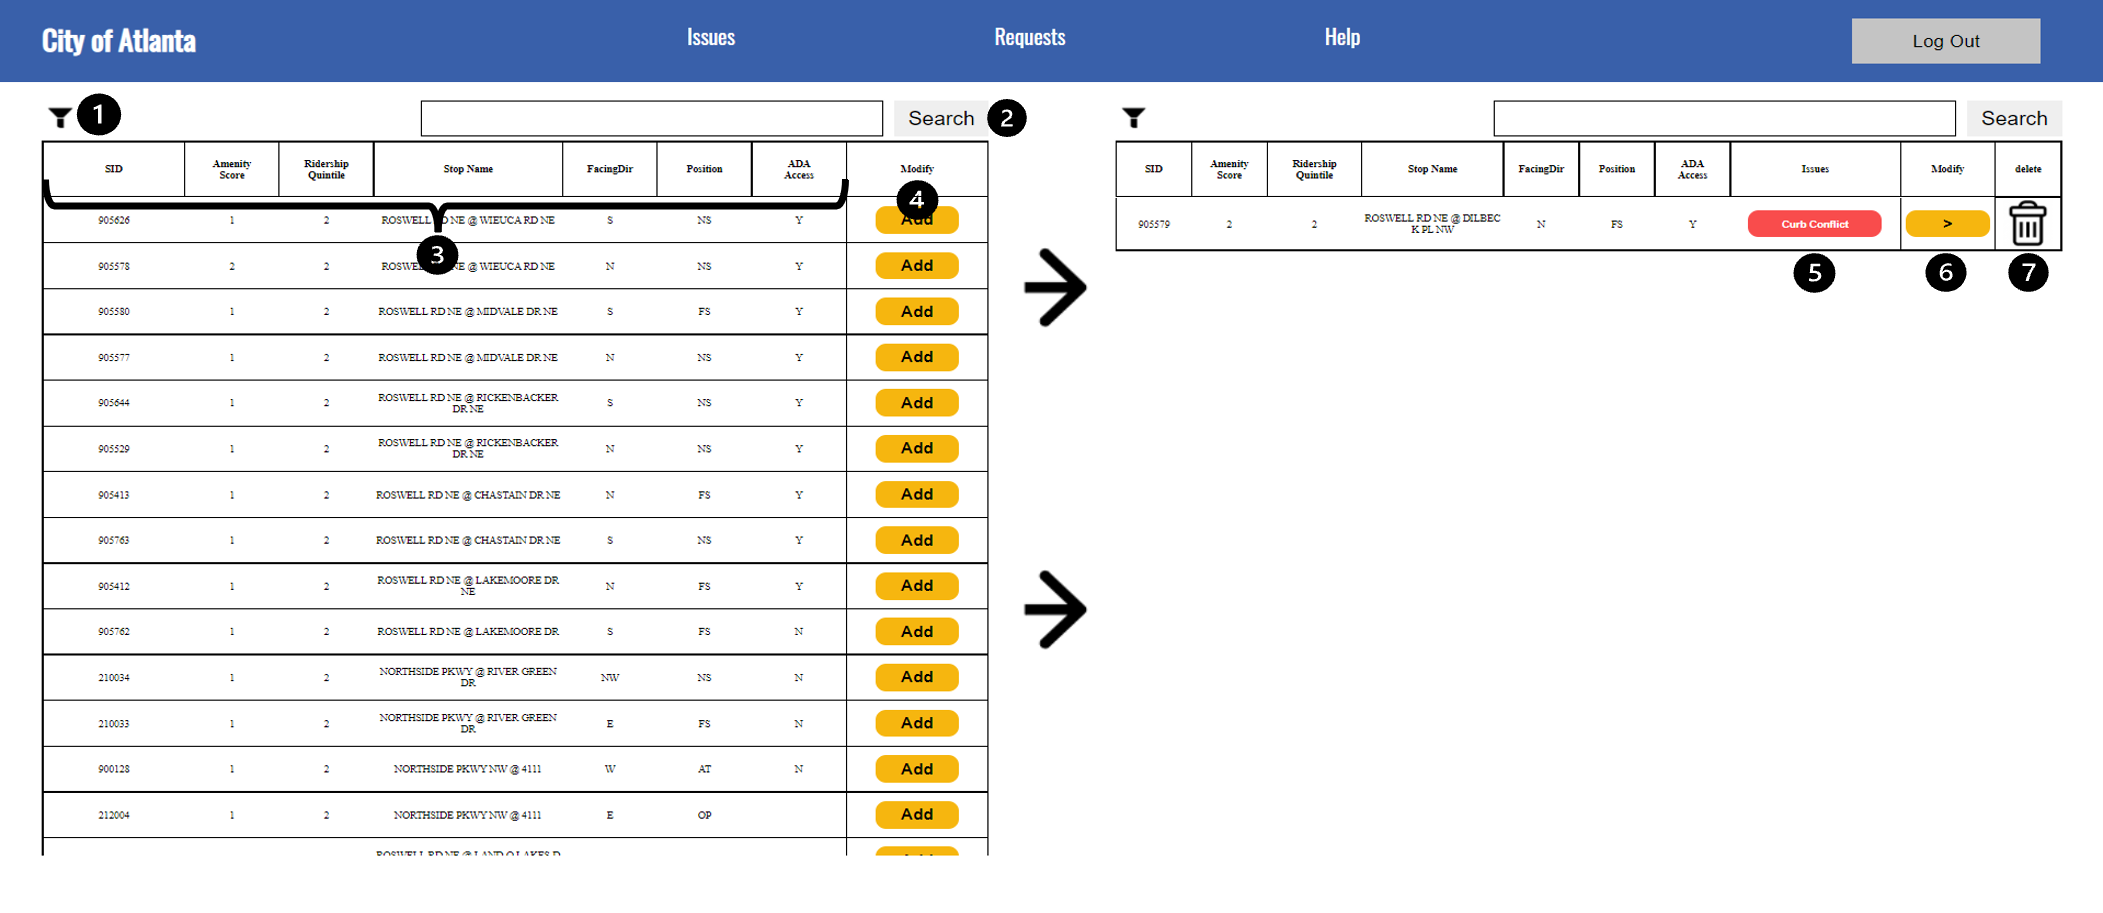 City of Atlanta Issues Requests Help Log Out
1 Search 2
SID Amenity Score Ridership Quintile Stop Name FacingDir Position ADA Access Modify
4
905626 1 2 ROSWELL RD NE @ WIEUCA RD NE S NS Y Add
3
905578 2 2 NE @ WIEUCA RD NE N NS Y Add
905580 1 2 ROSWELL RD NE @ MIDVALE DR NE S FS Y Add
905577 1 2 ROSWELL RD NE @ MIDVALE DR NE N NS Y Add
905644 1 2 ROSWELL RD NE @ RICKENBACKER DR NE S NS Y Add
905529 1 2 ROSWELL RD NE @ RICKENBACKER DR NE N NS Y Add
905413 1 2 ROSWELL RD NE @ CHASTAIN DR NE N FS Y Add
905763 1 2 ROSWELL RD NE @ CHASTAIN DR NE S NS Y Add
905412 1 2 ROSWELL RD NE @ LAKEMOORE DR NE N FS Y Add
905762 1 2 ROSWELL RD NE @ LAKEMOORE DR S FS N Add
210034 1 2 NORTHSIDE PKWY @ RIVER GREEN DR NW NS N Add
210033 1 2 NORTHSIDE PKWY @ RIVER GREEN DR E FS N Add
900128 1 2 NORTHSIDE PKWY NW @ 4111 W AT N Add
212004 1 2 NORTHSIDE PKWY NW @ 4111 E OP Add
ROSWELL RD NE @ LAND O LAKES D
Search
SID Amenity Score Ridership Quintile Stop Name FacingDir Position ADA Access Issues Modify delete
905579 2 2 ROSWELL RD NE @ DILBEC K PL NW N FS Y Curb Conflict >
5 6 7